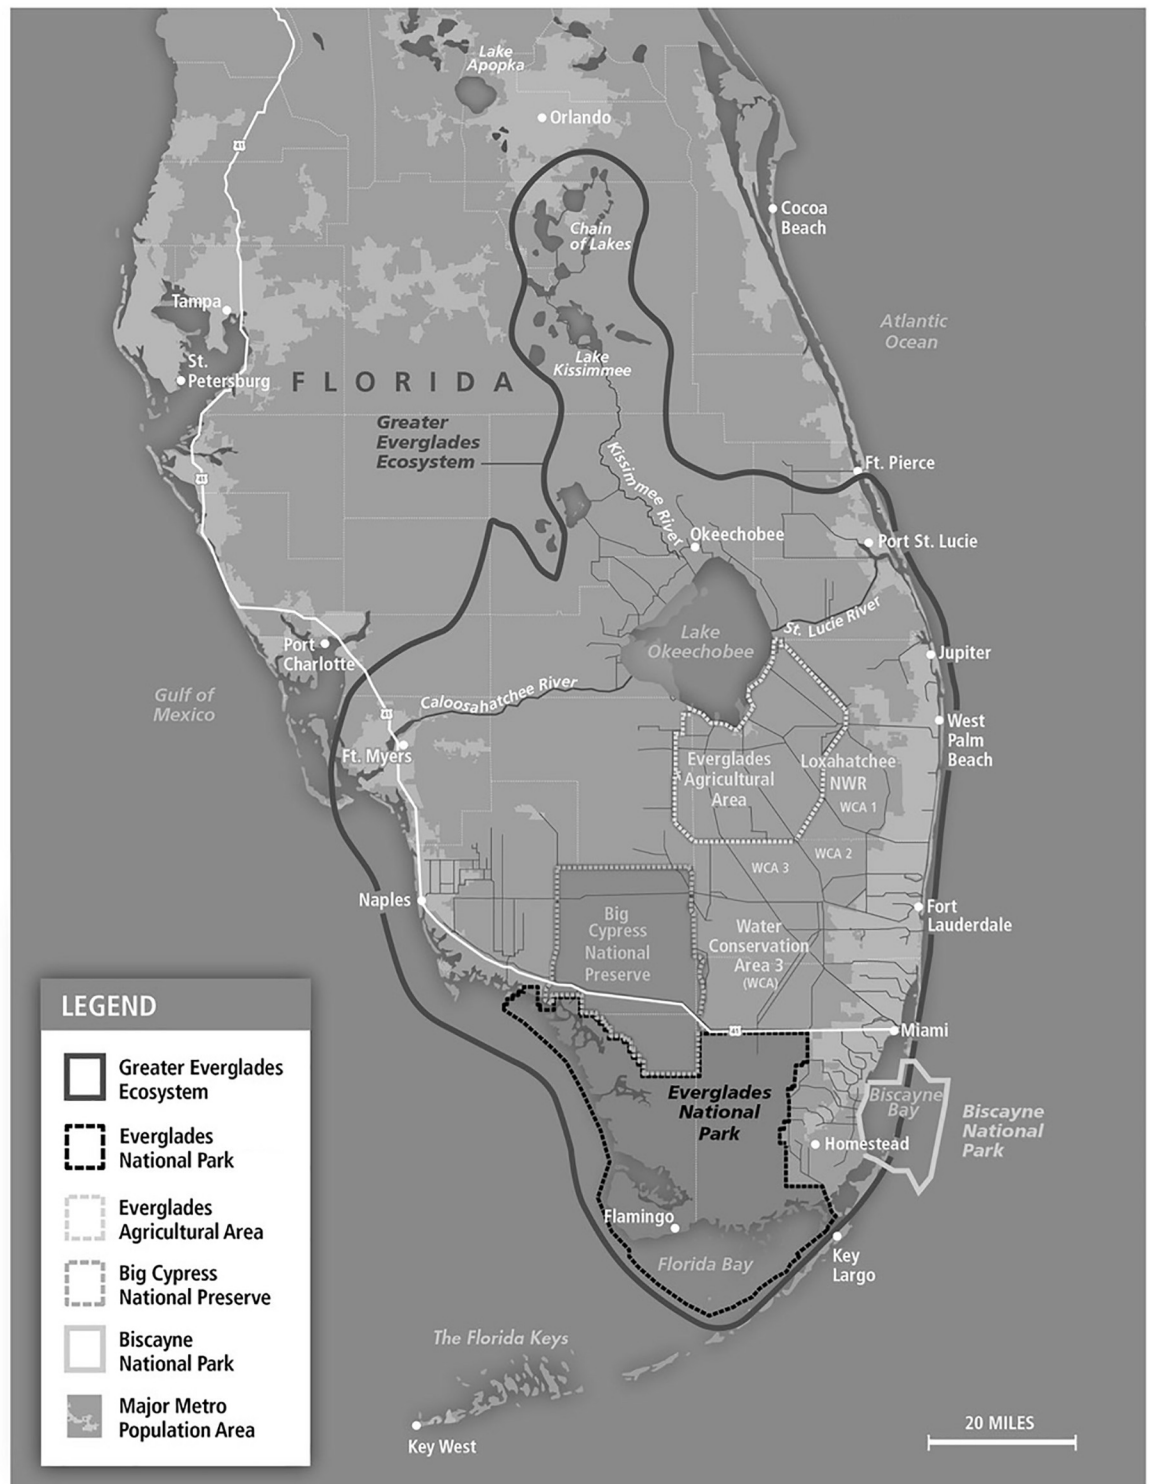 Lake
Apopka
Orlando
41
Cocoa
Beach
Chain
of Lakes
Tampa
Atlantic
Ocean
St.
Petersburg
FLORIDA
Lake
Kissimmee
Greater
Everglades
Ecosystem
Kissimmee River
Ft. Pierce
41
Okeechobee
Port St. Lucie
St. Lucie River
Port
Charlotte
Lake
Okeechobee
Jupiter
Gulf of
Mexico
Caloosahatchee River
41
West
Palm
Beach
Ft. Myers
Everglades
Agricultural
Area
Loxahatchee
NWR
WCA 1
WCA 2
WCA 3
Naples
Big
Cypress
National
Preserve
Water
Conservation
Area 3
(WCA)
Fort
Lauderdale
41
Miami
Everglades
National
Park
Biscayne
Bay
Biscayne
National
Park
Homestead
Flamingo
Florida Bay
Key
Largo
The Florida Keys
Key West
20 MILES
LEGEND
Greater Everglades
Ecosystem
Everglades
National Park
Everglades
Agricultural Area
Big Cypress
National Preserve
Biscayne
National Park
Major Metro
Population Area